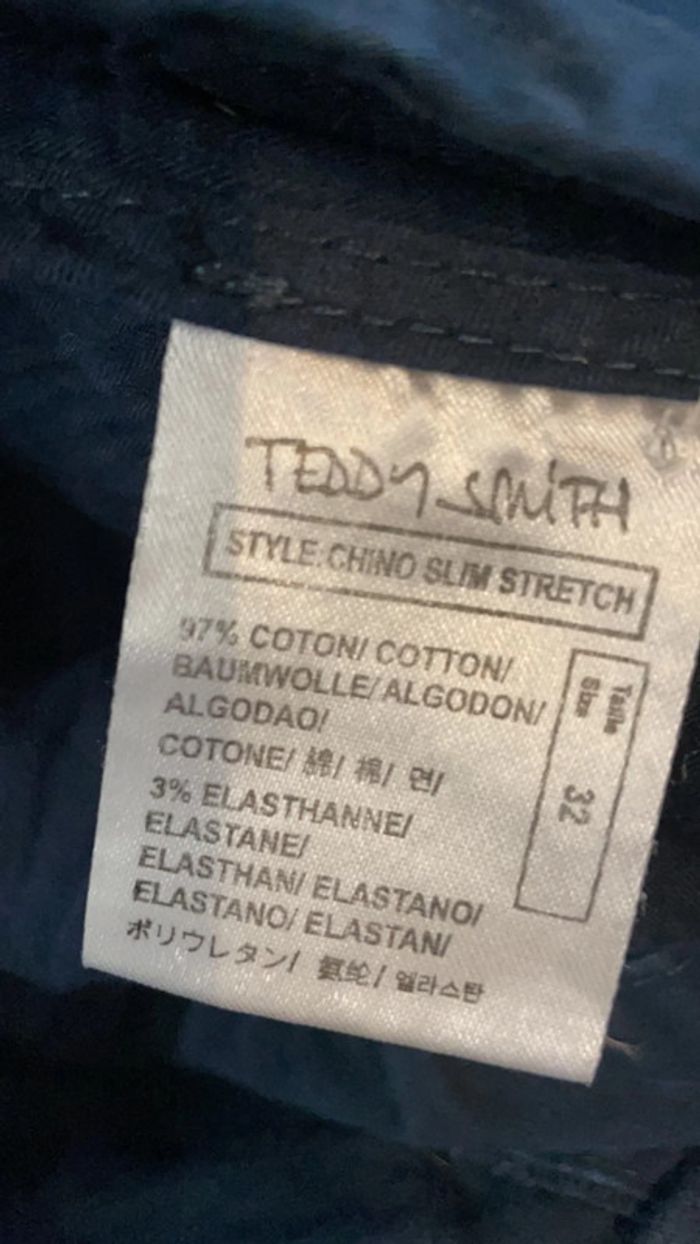 TEDDY SMITH
STYLE: CHINO SLIM STRETCH
97% COTON/ COTTON/
BAUMWOLLE/ ALGODON/
ALGODAO/
COTONE/ 綿/ 棉/ 면/
3% ELASTHANNE/
ELASTANE/
ELASTHAN/ ELASTANO/
ELASTANO/ ELASTAN/
ポリウレタン/ 氨纶/ 엘라스탄
Taille
Size
32